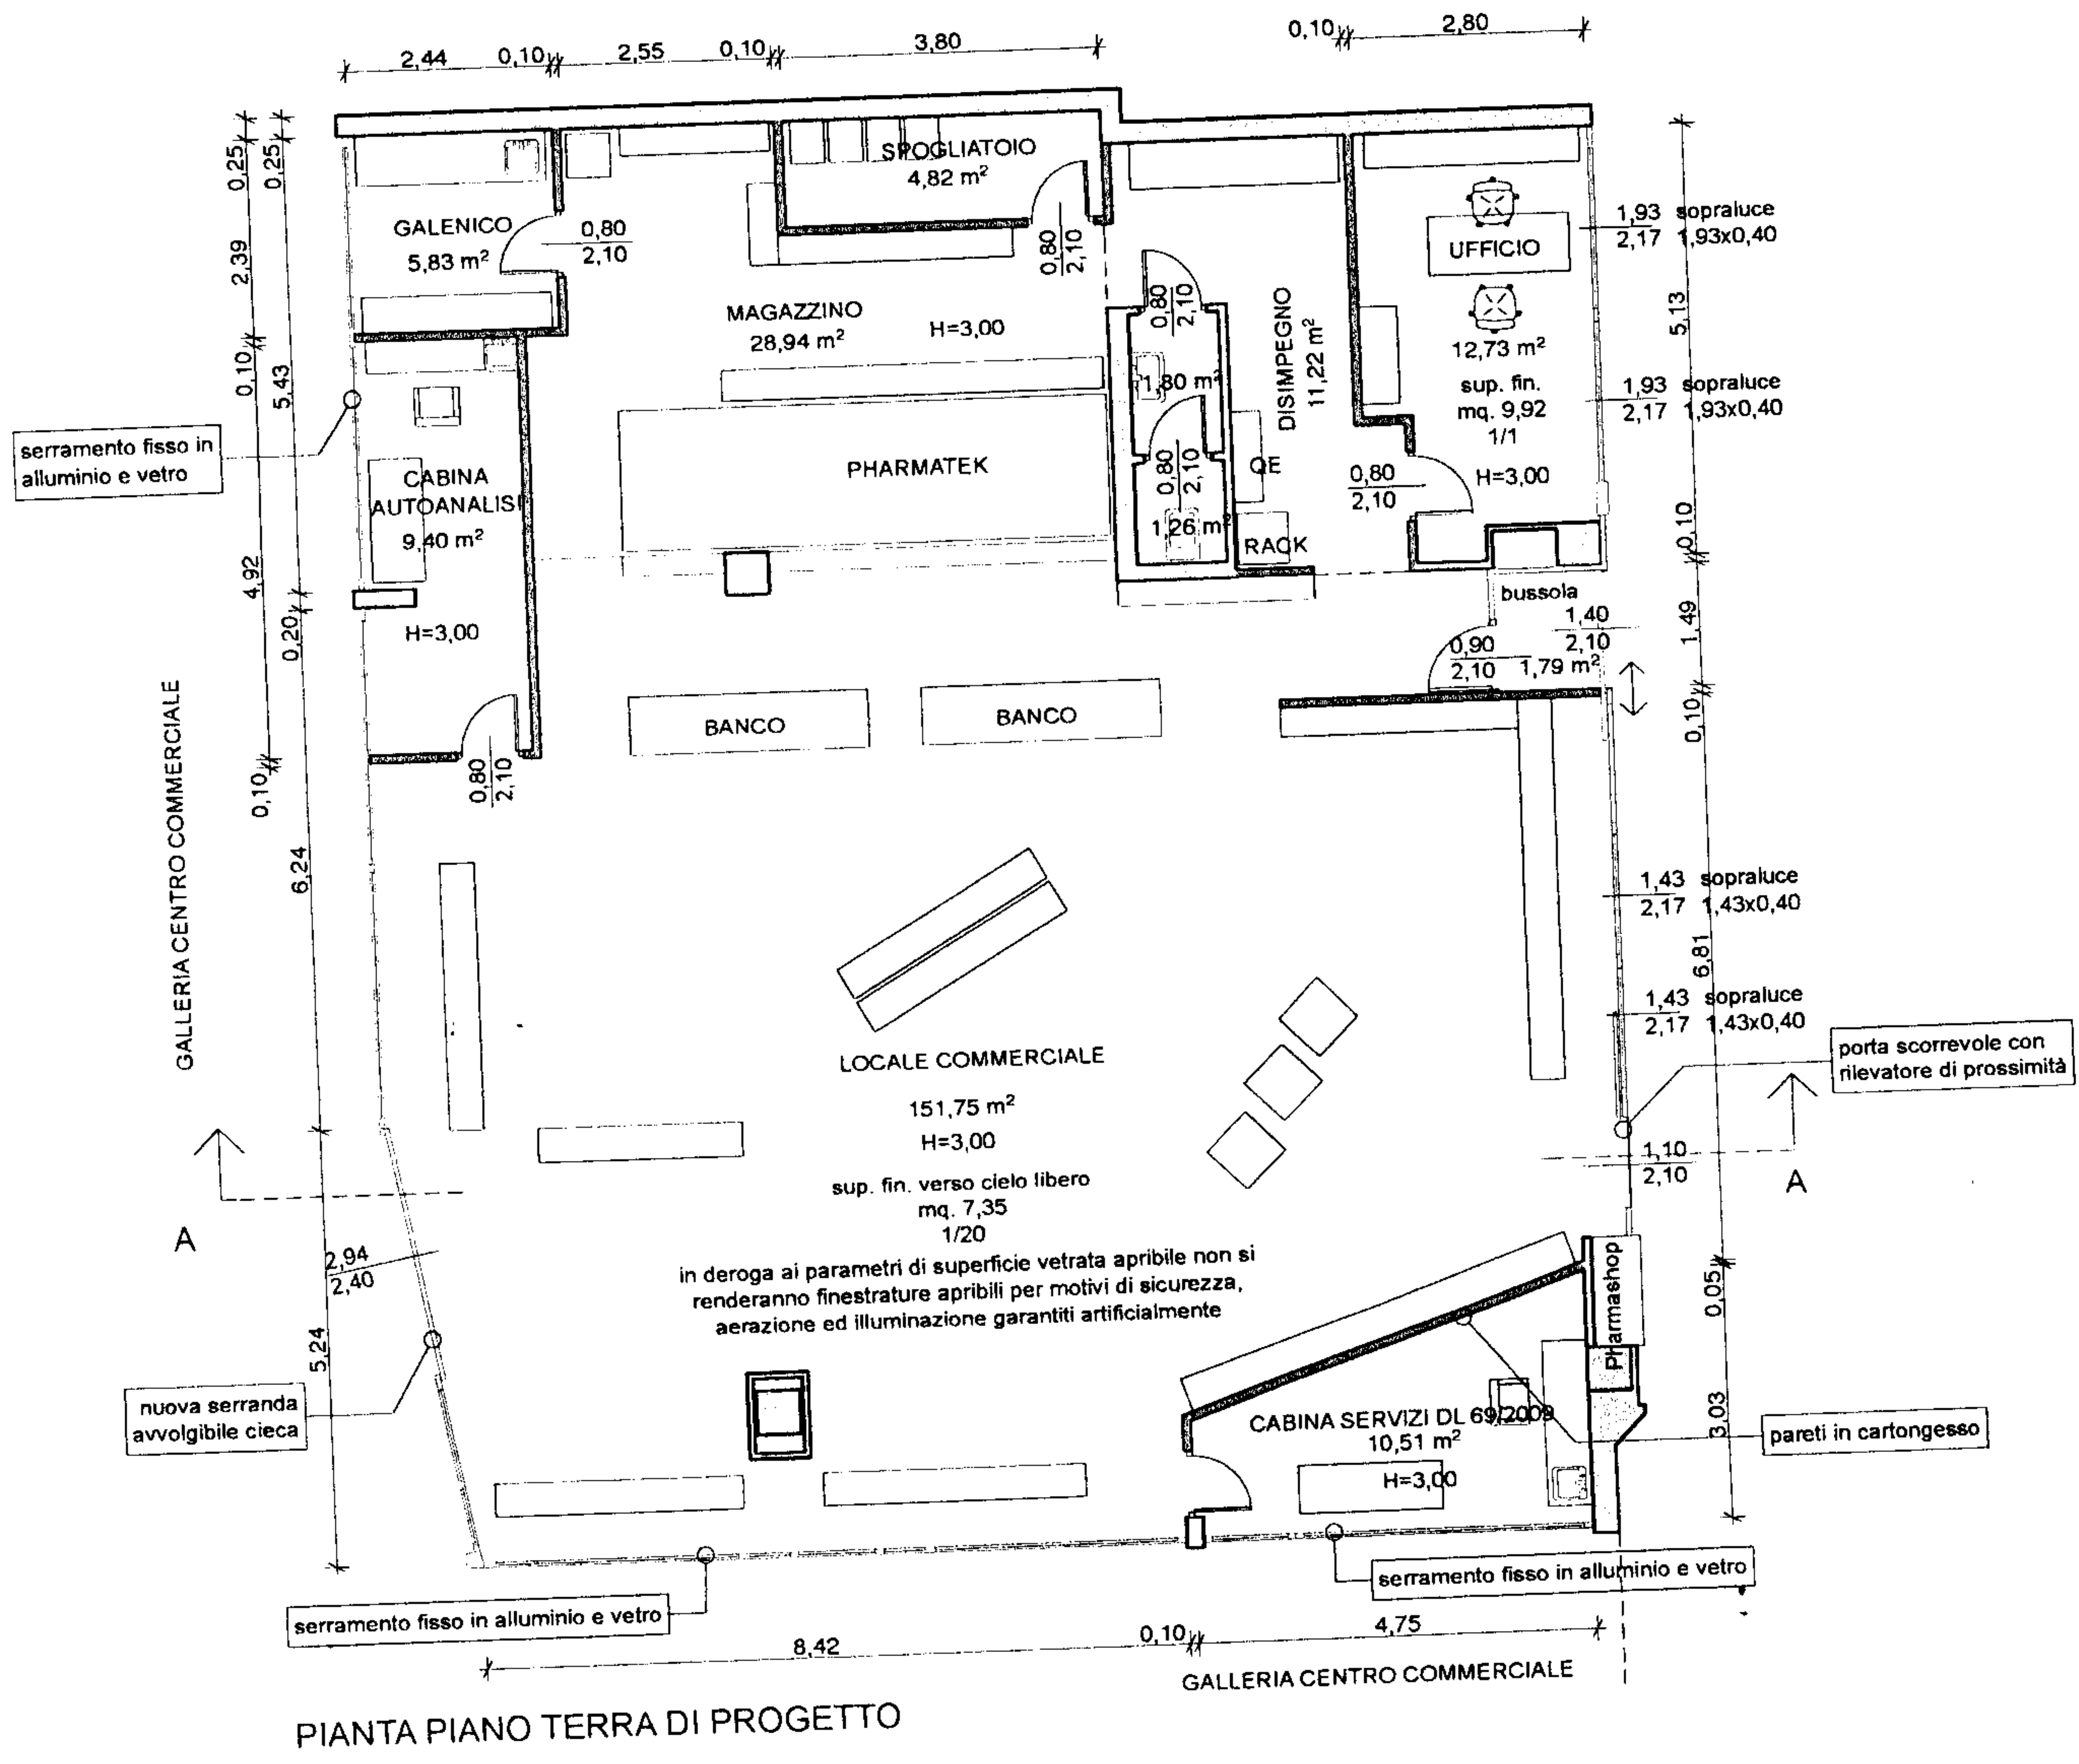 2,44
0,10
2,55
0,10
3,80
0,10
2,80
0,25
0,25
2,39
0,10
5,43
4,92
0,20
0,10
6,24
5,24
SPOGLIATOIO
4,82 m²
GALENICO
5,83 m²
0,80
2,10
0,80
2,10
MAGAZZINO
28,94 m²
H=3,00
0,80
2,10
1,80 m²
DISIMPEGNO
11,22 m²
UFFICIO
12,73 m²
sup. fin.
mq. 9,92
1/1
H=3,00
1,93 sopraluce
2,17 1,93x0,40
5,13
1,93 sopraluce
2,17 1,93x0,40
serramento fisso in
alluminio e vetro
CABINA
AUTOANALISI
9,40 m²
H=3,00
PHARMATEK
0,80
2,10
1,26 m²
QE
RACK
0,80
2,10
0,10
bussola
1,40
2,10
0,90
2,10
1,79 m²
1,49
0,10
BANCO
BANCO
0,80
2,10
GALLERIA CENTRO COMMERCIALE
1,43 sopraluce
2,17 1,43x0,40
6,81
1,43 sopraluce
2,17 1,43x0,40
porta scorrevole con
rilevatore di prossimità
LOCALE COMMERCIALE
151,75 m²
H=3,00
sup. fin. verso cielo libero
mq. 7,35
1/20
in deroga ai parametri di superficie vetrata apribile non si
renderanno finestrature apribili per motivi di sicurezza,
aerazione ed illuminazione garantiti artificialmente
1,10
2,10
A
A
2,94
2,40
Pharmashop
0,05
3,03
nuova serranda
avvolgibile cieca
CABINA SERVIZI DL 69/2009
10,51 m²
H=3,00
pareti in cartongesso
serramento fisso in alluminio e vetro
serramento fisso in alluminio e vetro
8,42
0,10
4,75
GALLERIA CENTRO COMMERCIALE
PIANTA PIANO TERRA DI PROGETTO